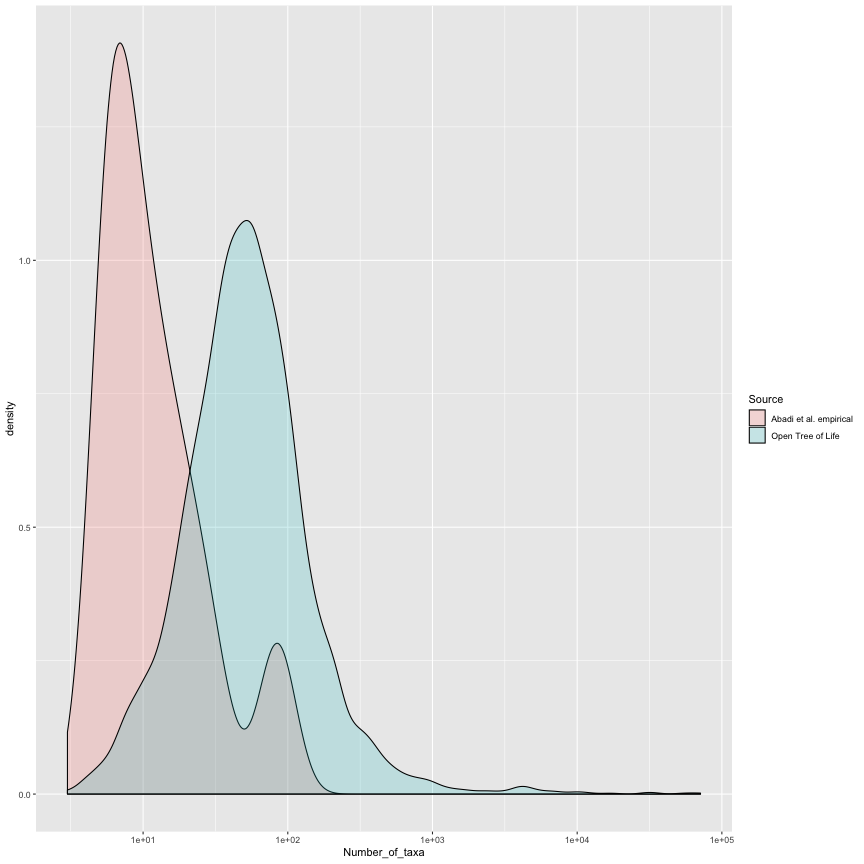 density
1.0
0.5
0.0
1e+01
1e+02
1e+03
1e+04
1e+05
Number_of_taxa
Source
Abadi et al. empirical
Open Tree of Life